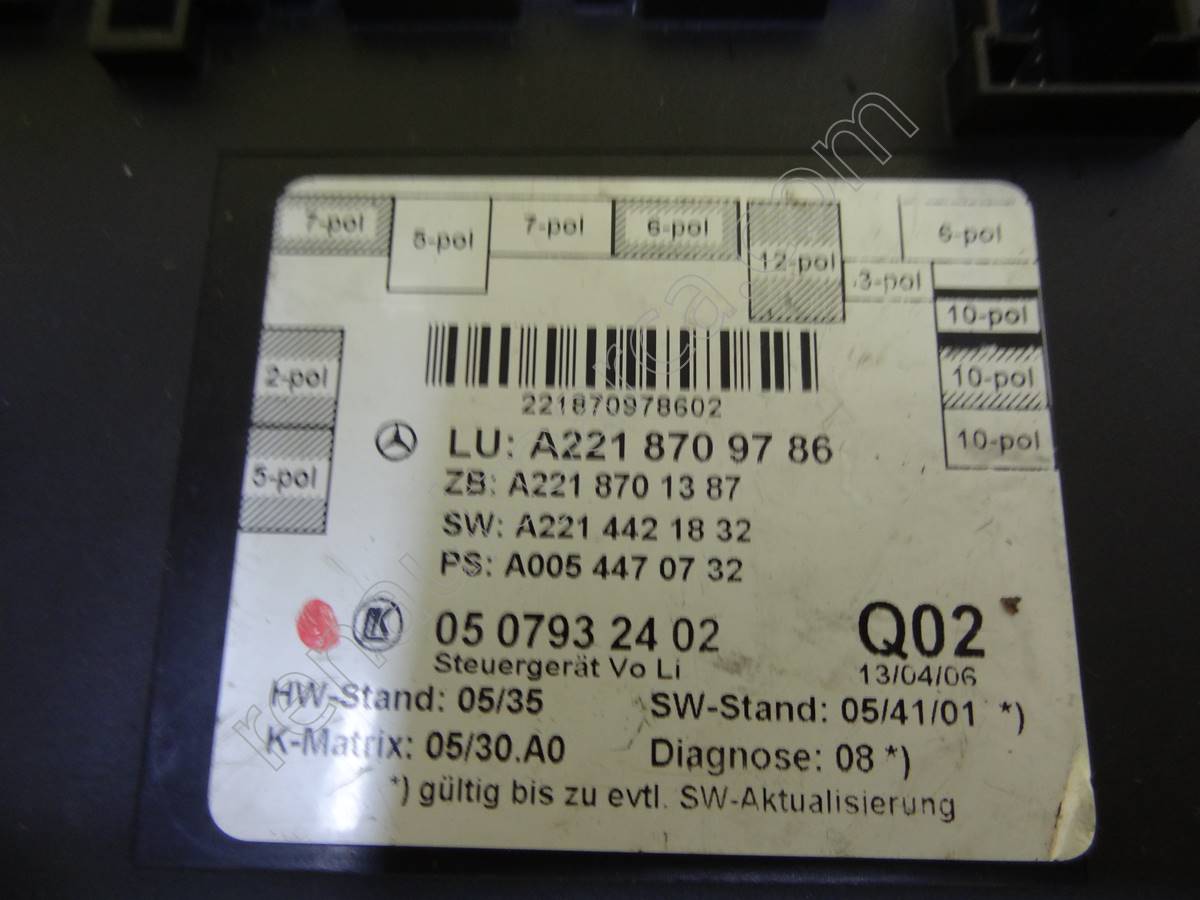 7-pol
5-pol
7-pol
6-pol
12-pol
3-pol
6-pol
10-pol
10-pol
10-pol
2-pol
5-pol
221870978602
LU: A221 870 97 86
ZB: A221 870 13 87
SW: A221 442 18 32
PS: A005 447 07 32
K 05 0793 24 02
Q02
Steuergerät Vo Li
13/04/06
HW-Stand: 05/35
SW-Stand: 05/41/01 *)
K-Matrix: 05/30.A0
Diagnose: 08 *)
*) gültig bis zu evtl. SW-Aktualisierung